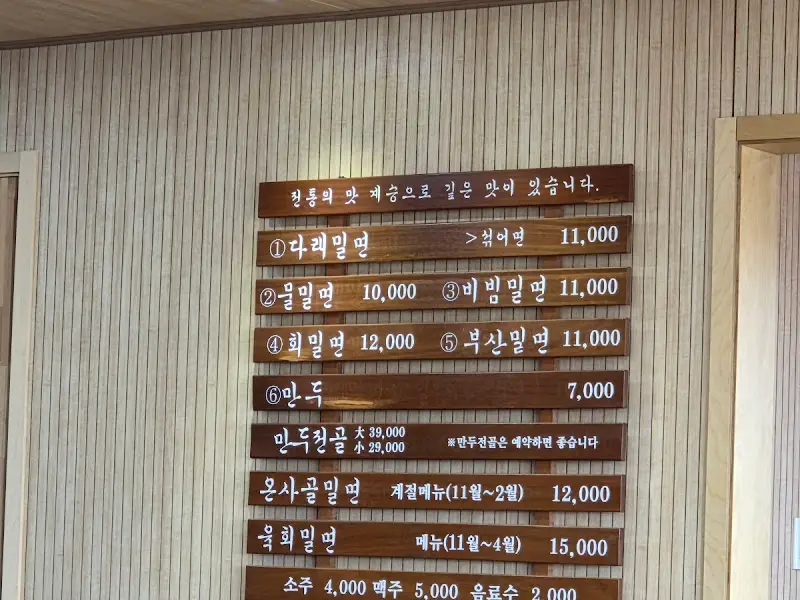 전통의 맛 계승으로 깊은 맛이 있습니다.
①다래밀면 >섞어면 11,000
②물밀면 10,000 ③비빔밀면 11,000
④회밀면 12,000 ⑤부산밀면 11,000
⑥만두 7,000
만두전골 大 39,000 小 29,000 ※만두전골은 예약하면 좋습니다
온사골밀면 계절메뉴(11월~2월) 12,000
육회밀면 메뉴(11월~4월) 15,000
소주 4,000 맥주 5,000 음료수 2,000